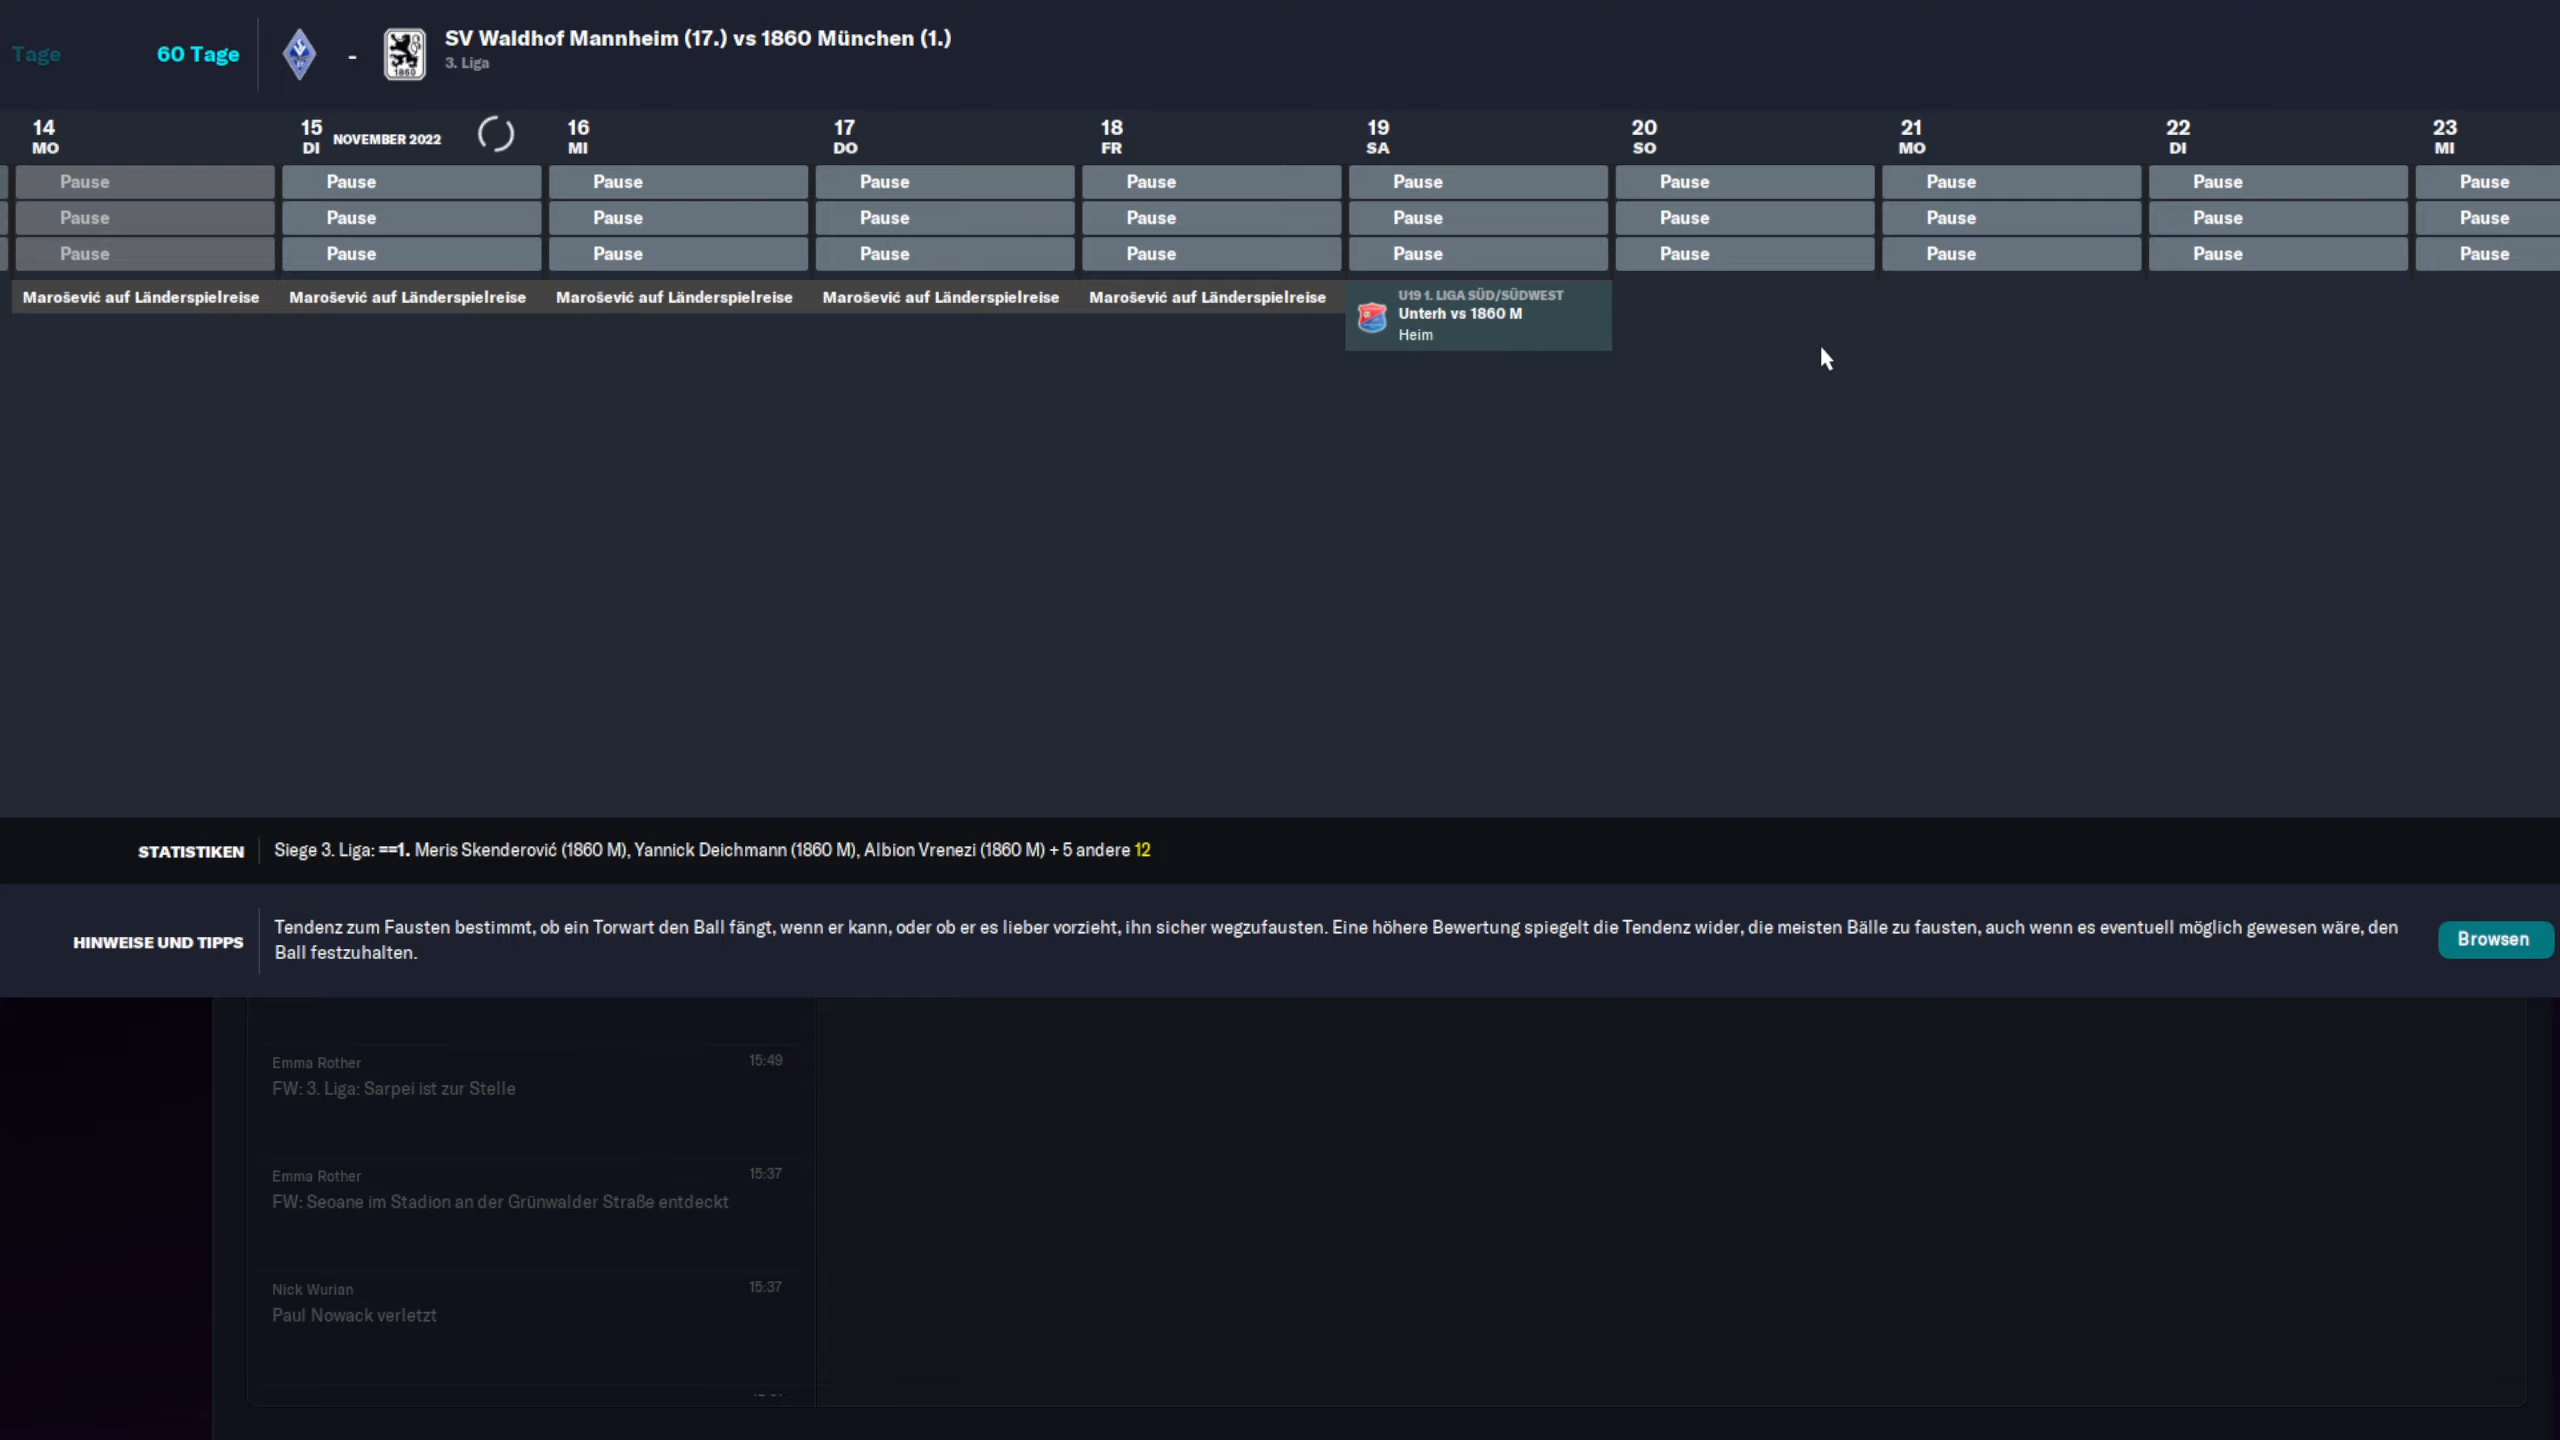 Tage
60 Tage
-
1860
SV Waldhof Mannheim (17.) vs 1860 München (1.)
3. Liga
14
MO
15
DI
NOVEMBER 2022
16
MI
17
DO
18
FR
19
SA
20
SO
21
MO
22
DI
23
MI
Pause Pause Pause Pause Pause Pause Pause Pause Pause Pause
Pause Pause Pause Pause Pause Pause Pause Pause Pause Pause
Pause Pause Pause Pause Pause Pause Pause Pause Pause Pause
Marošević auf Länderspielreise Marošević auf Länderspielreise Marošević auf Länderspielreise Marošević auf Länderspielreise Marošević auf Länderspielreise
U19 1. LIGA SÜD/SÜDWEST
Unterh vs 1860 M
Heim
STATISTIKEN
Siege 3. Liga: ==1. Meris Skenderović (1860 M), Yannick Deichmann (1860 M), Albion Vrenezi (1860 M) + 5 andere 12
HINWEISE UND TIPPS
Tendenz zum Fausten bestimmt, ob ein Torwart den Ball fängt, wenn er kann, oder ob er es lieber vorzieht, ihn sicher wegzufausten. Eine höhere Bewertung spiegelt die Tendenz wider, die meisten Bälle zu fausten, auch wenn es eventuell möglich gewesen wäre, den
Ball festzuhalten.
Browsen
Emma Rother 15:49
FW: 3. Liga: Sarpei ist zur Stelle
Emma Rother 15:37
FW: Seoane im Stadion an der Grünwalder Straße entdeckt
Nick Wurian 15:37
Paul Nowack verletzt